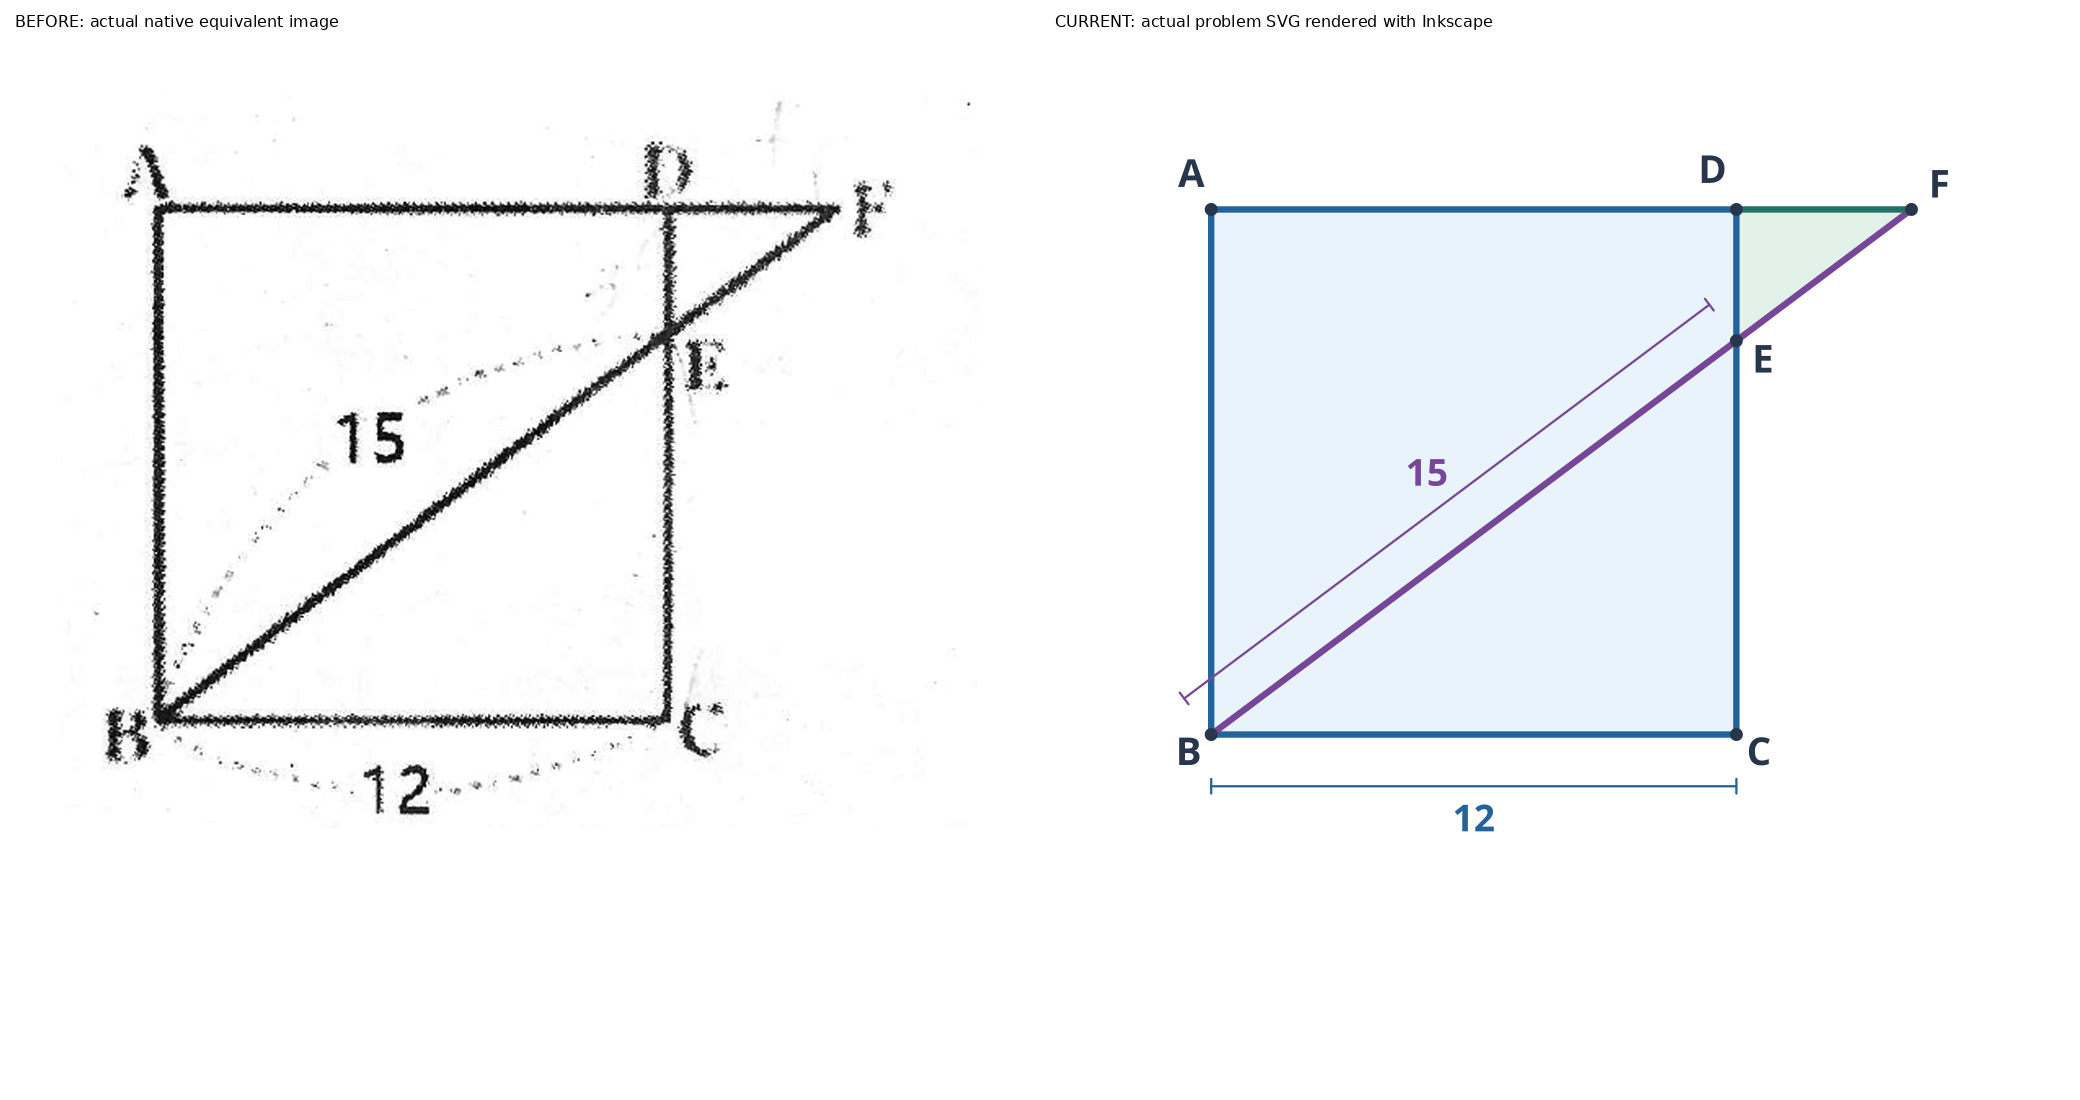 BEFORE: actual native equivalent image
CURRENT: actual problem SVG rendered with Inkscape
A
D
F
15
E
B
C
12
A
D
F
E
15
B
C
12